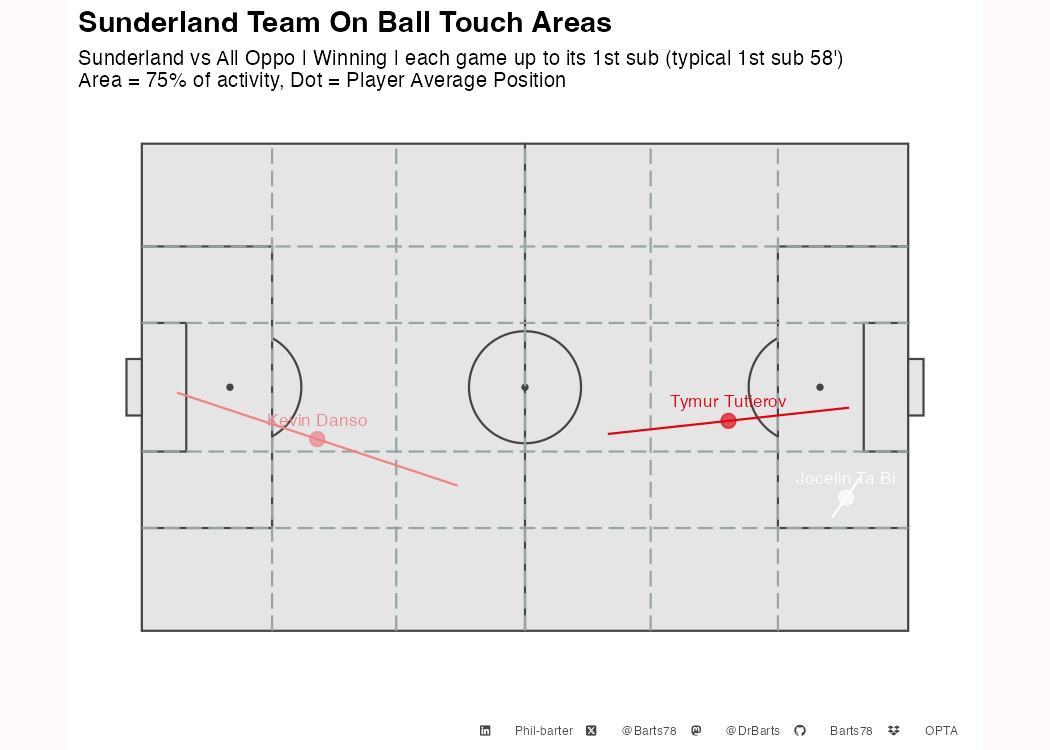 Sunderland Team On Ball Touch Areas
Sunderland vs All Oppo | Winning | each game up to its 1st sub (typical 1st sub 58')
Area = 75% of activity, Dot = Player Average Position
Tymur Tutierov
Kevin Danso
Jocelin Ta Bi
Phil-barter @Barts78 @DrBarts Barts78 OPTA